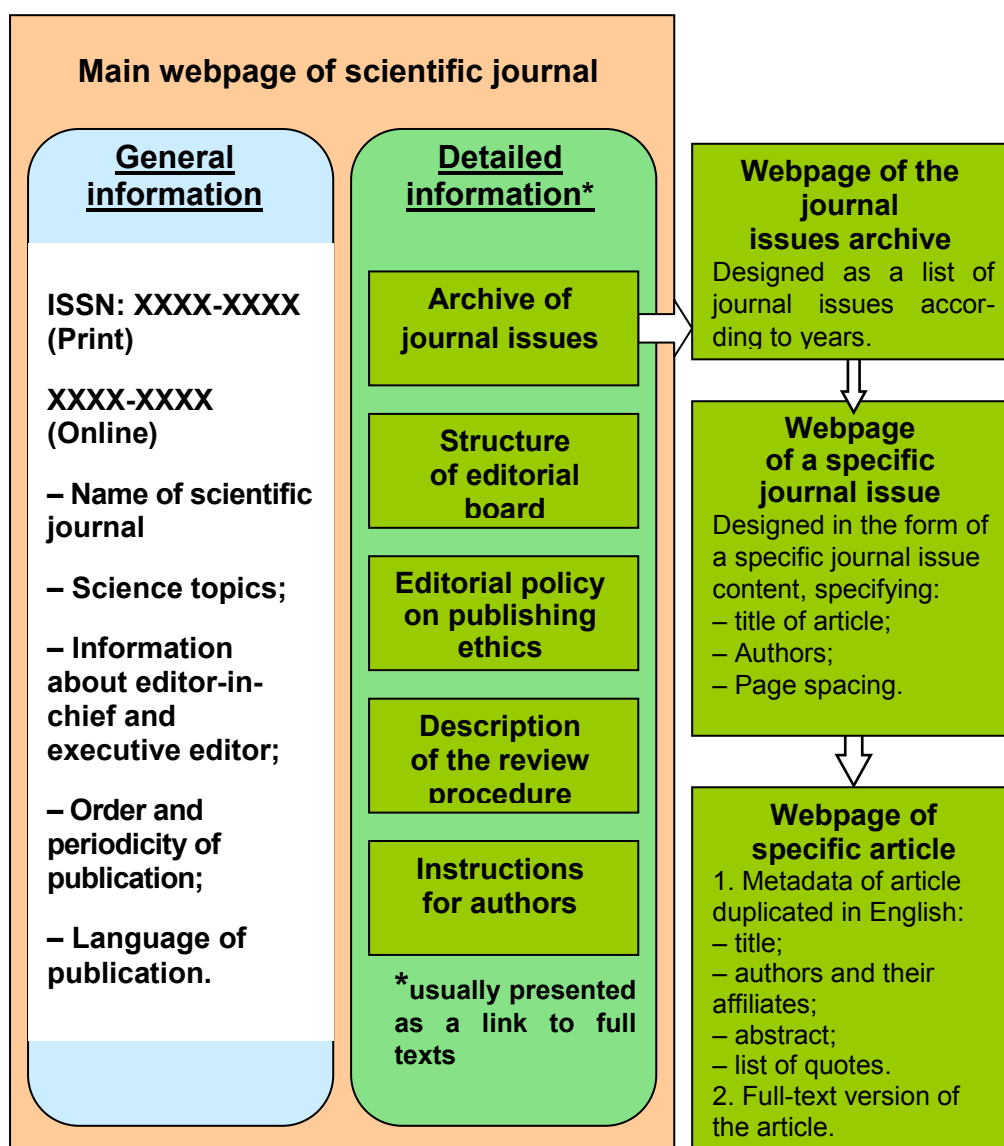 Main webpage of scientific journal
General
information
ISSN: XXXX-XXXX
(Print)
XXXX-XXXX
(Online)
– Name of scientific
journal
– Science topics;
– Information
about editor-in-
chief and
executive editor;
– Order and
periodicity of
publication;
– Language of
publication.
Detailed
information*
Archive of
journal issues
Structure
of editorial
board
Editorial policy
on publishing
ethics
Description
of the review
procedure
Instructions
for authors
*usually presented
as a link to full
texts
Webpage of the
journal
issues archive
Designed as a list of
journal issues accor-
ding to years.
Webpage
of a specific
journal issue
Designed in the form of
a specific journal issue
content, specifying:
– title of article;
– Authors;
– Page spacing.
Webpage of
specific article
1. Metadata of article
duplicated in English:
– title;
– authors and their
affiliates;
– abstract;
– list of quotes.
2. Full-text version of
the article.